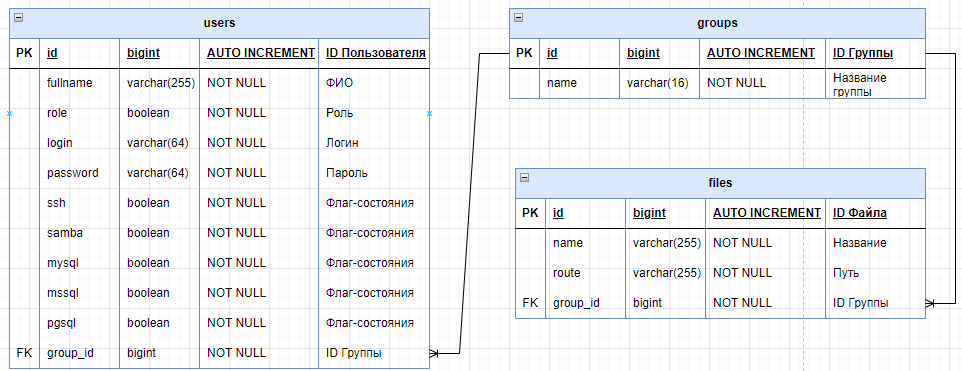 users
PK id bigint AUTO INCREMENT ID Пользователя
fullname varchar(255) NOT NULL ФИО
role boolean NOT NULL Роль
login varchar(64) NOT NULL Логин
password varchar(64) NOT NULL Пароль
ssh boolean NOT NULL Флаг-состояния
samba boolean NOT NULL Флаг-состояния
mysql boolean NOT NULL Флаг-состояния
mssql boolean NOT NULL Флаг-состояния
pgsql boolean NOT NULL Флаг-состояния
FK group_id bigint NOT NULL ID Группы
groups
PK id bigint AUTO INCREMENT ID Группы
name varchar(16) NOT NULL Название
группы
files
PK id bigint AUTO INCREMENT ID Файла
name varchar(255) NOT NULL Название
route varchar(255) NOT NULL Путь
FK group_id bigint NOT NULL ID Группы